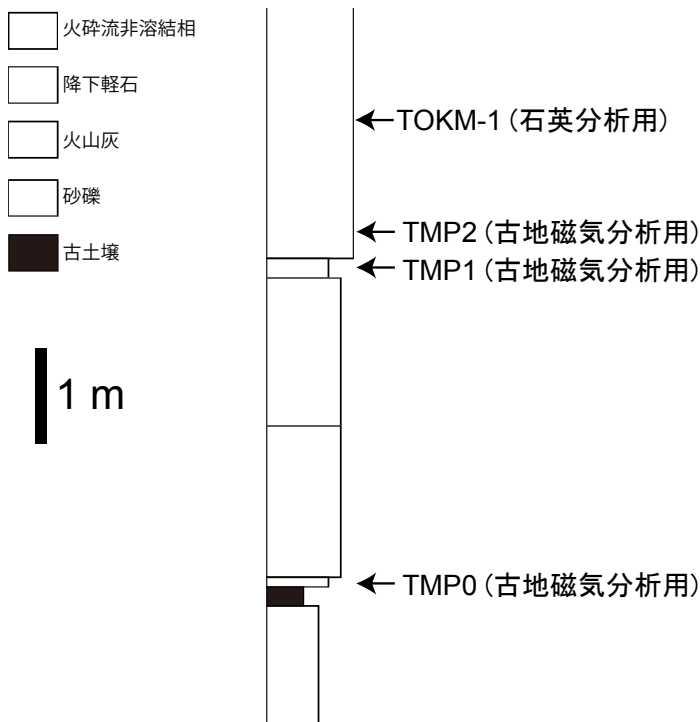 火砕流非溶結相
降下軽石
火山灰
砂礫
古土壌
1 m
TOKM-1 (石英分析用)
TMP2 (古地磁気分析用)
TMP1 (古地磁気分析用)
TMP0 (古地磁気分析用)